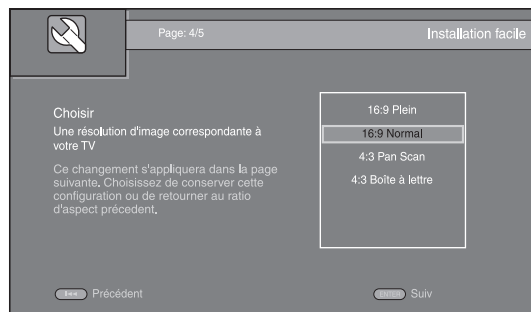 Page: 4/5
Installation facile
Choisir
Une résolution d'image correspondante à
votre TV
Ce changement s'appliquera dans la page
suivante. Choisissez de conserver cette
configuration ou de retourner au ratio
d'aspect précedent.
16:9 Plein
16:9 Normal
4:3 Pan Scan
4:3 Boîte à lettre
Précédent
ENTER Suiv